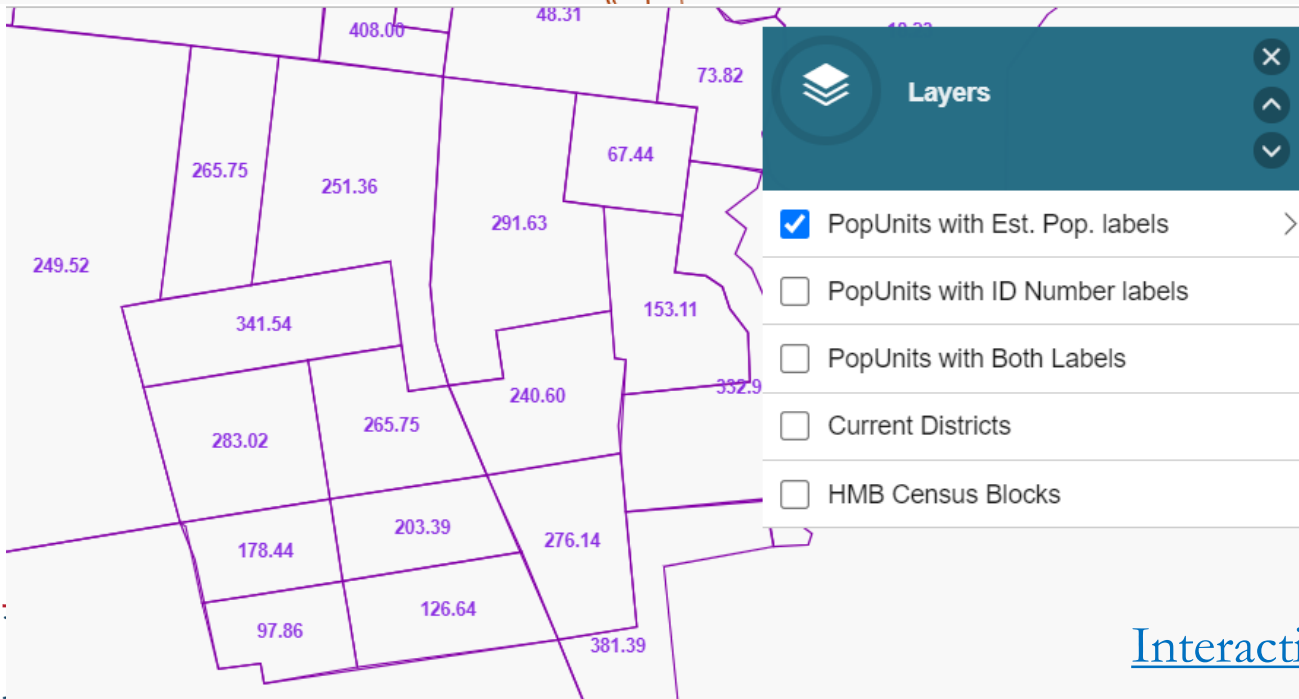 48.31
408.00
73.82
Layers
67.44
265.75
251.36
291.63
PopUnits with Est. Pop. labels
249.52
PopUnits with ID Number labels
153.11
341.54
PopUnits with Both Labels
332.9
240.60
265.75
Current Districts
283.02
HMB Census Blocks
203.39
276.14
178.44
126.64
97.86
381.39
Interacti